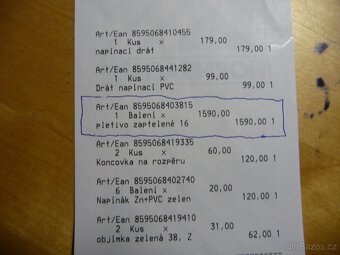 Art/Ean 8595068410455
1 Kus x 179,00
napínací drát 179,00 1
Art/Ean 8595068441282
1 Kus x 99,00
Drát napínací PVC 99,00 1
Art/Ean 8595068403815
1 Balení x 1590,00
pletivo zapletené 16 1590,00 1
Art/Ean 8595068419335
2 Kus x 60,00
Koncovka na rozpěru 120,00 1
Art/Ean 8595068402740
6 Balení x 20,00
Napínák Zn+PVC zelen 120,00 1
Art/Ean 8595068419410
2 Kus x 31,00
objímka zelená 38, Z 62,00 1
Bazoš.cz